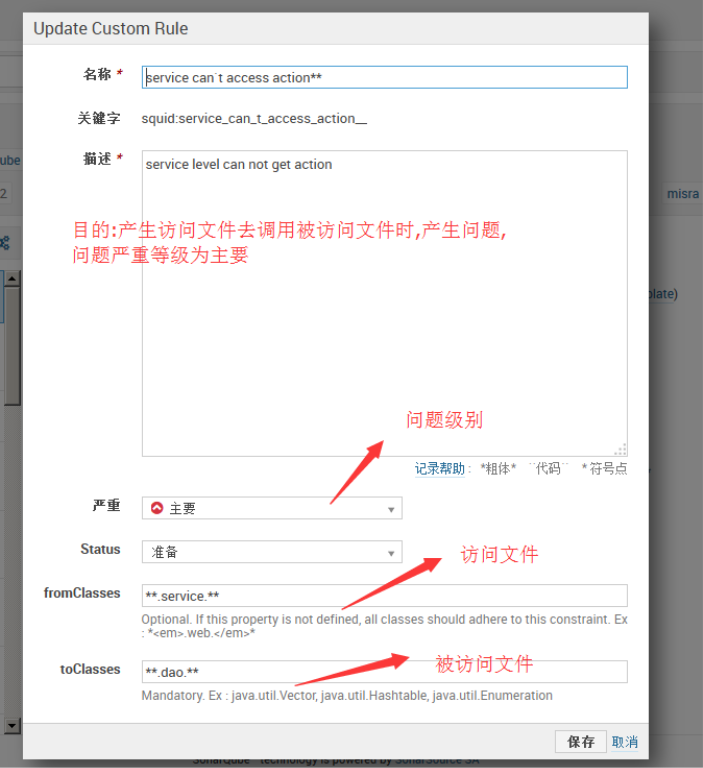 Update Custom Rule
名称 *
service can`t access action**
关键字
squid:service_can_t_access_action__
描述 *
service level can not get action
ube
2
misra
目的:产生访问文件去调用被访问文件时,产生问题,
问题严重等级为主要
plate)
问题级别
记录帮助 : *粗体* ``代码`` * 符号点
严重
主要
Status
准备
访问文件
fromClasses
**.service.**
Optional. If this property is not defined, all classes should adhere to this constraint. Ex
: *<em>.web.</em>*
被访问文件
toClasses
**.dao.**
Mandatory. Ex : java.util.Vector, java.util.Hashtable, java.util.Enumeration
保存 取消
SonarQube™ technology is powered by SonarSource SA